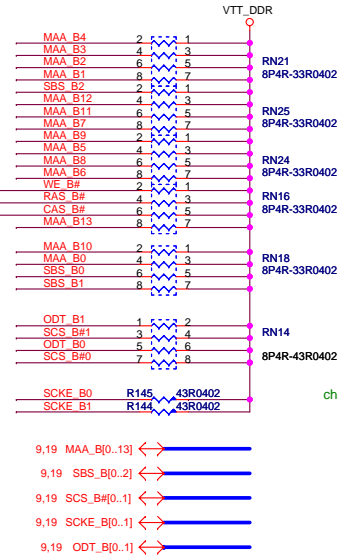 VTT_DDR
MAA_B4 2 1
MAA_B3 4 3
MAA_B2 6 5 RN21
MAA_B1 8 7 8P4R-33R0402
SBS_B2 2 1
MAA_B12 4 3
MAA_B11 6 5 RN25
MAA_B7 8 7 8P4R-33R0402
MAA_B9 2 1
MAA_B5 4 3
MAA_B8 6 5 RN24
MAA_B6 8 7 8P4R-33R0402
WE_B# 2 1
RAS_B# 4 3 RN16
CAS_B# 6 5 8P4R-33R0402
MAA_B13 8 7
MAA_B10 2 1
MAA_B0 4 3 RN18
SBS_B0 6 5 8P4R-33R0402
SBS_B1 8 7
ODT_B1 1 2
SCS_B#1 3 4 RN14
ODT_B0 5 6
SCS_B#0 7 8 8P4R-43R0402
SCKE_B0 R145 43R0402 ch
SCKE_B1 R144 43R0402
9,19 MAA_B[0..13]
9,19 SBS_B[0..2]
9,19 SCS_B#[0..1]
9,19 SCKE_B[0..1]
9,19 ODT_B[0..1]